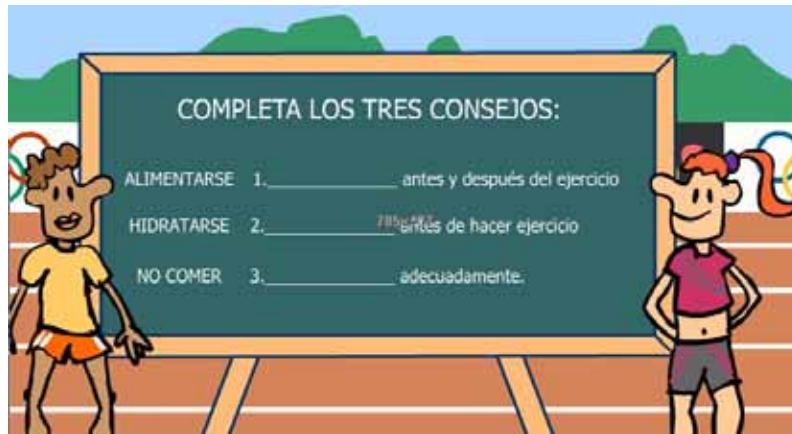 COMPLETA LOS TRES CONSEJOS:
ALIMENTARSE 1.______________ antes y después del ejercicio
HIDRATARSE 2.______________ antes de hacer ejercicio
NO COMER 3.______________ adecuadamente.